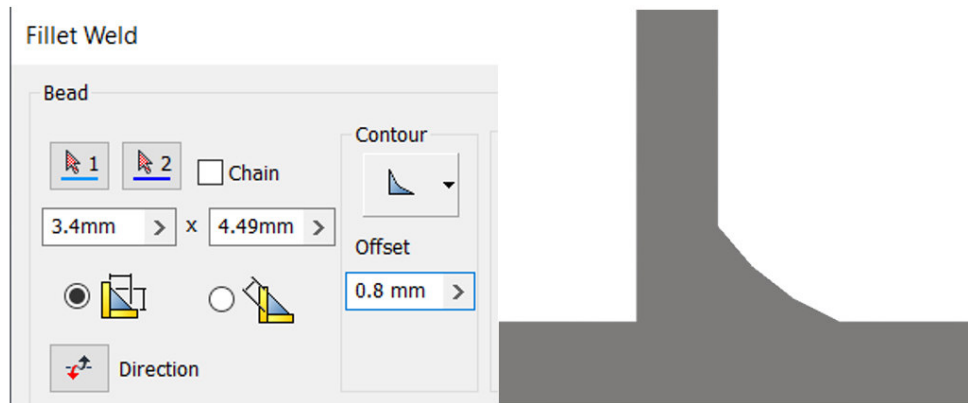 Fillet Weld
Bead
1 2 Chain
3.4mm > x 4.49mm >
Direction
Contour
Offset
0.8 mm >